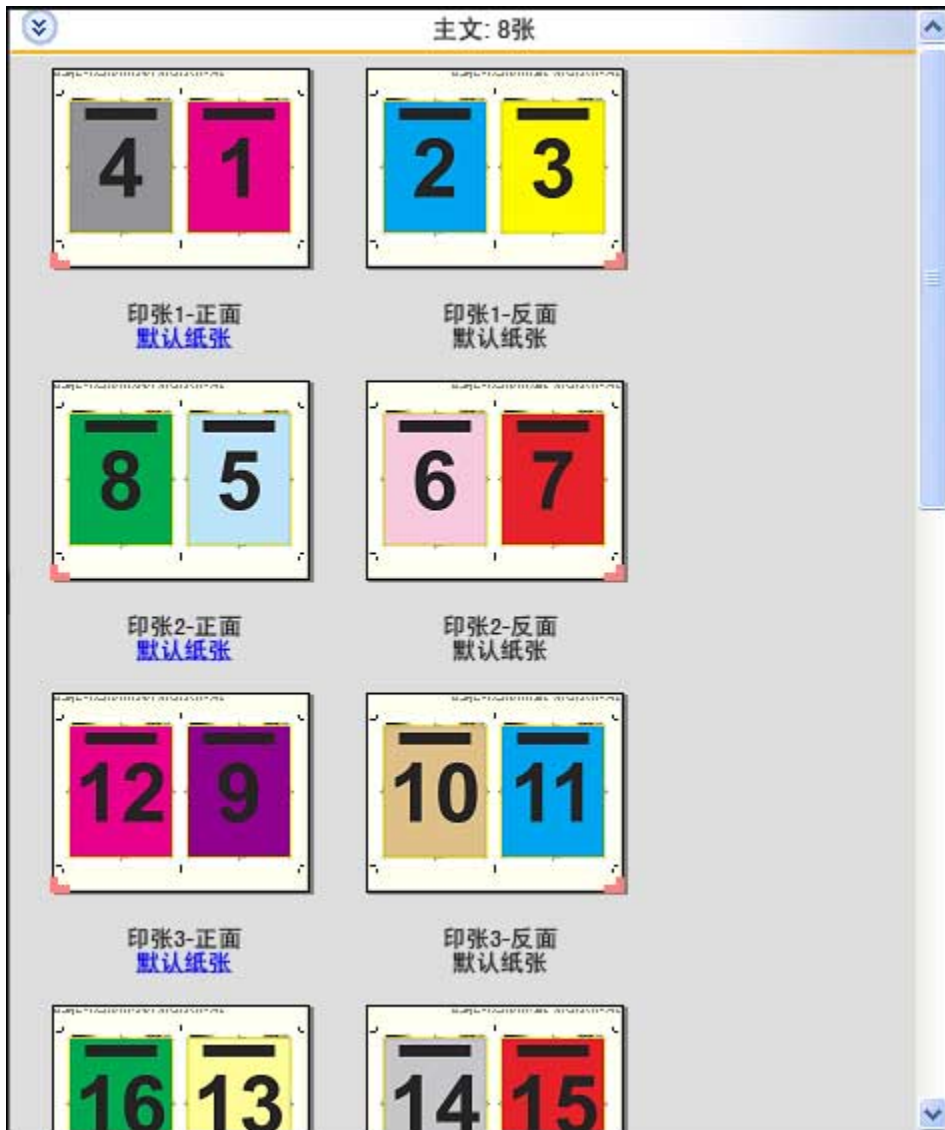 主文: 8张
4 1 2 3
印张1-正面 印张1-反面
默认纸张 默认纸张
8 5 6 7
印张2-正面 印张2-反面
默认纸张 默认纸张
12 9 10 11
印张3-正面 印张3-反面
默认纸张 默认纸张
16 13 14 15